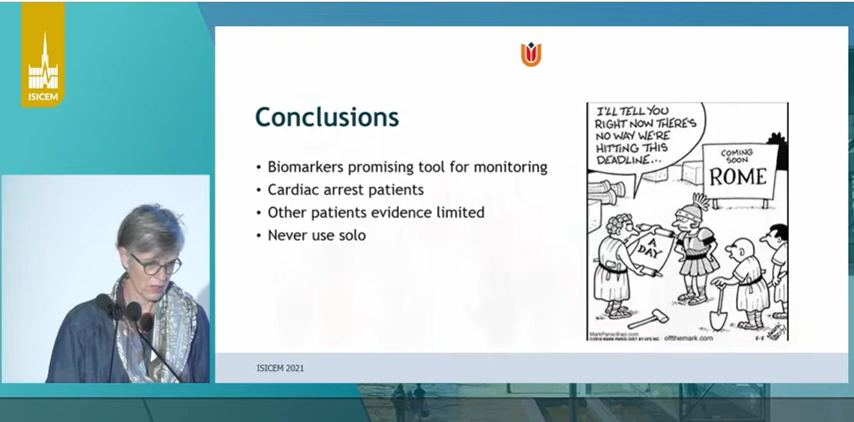 ISICEM
Conclusions
• Biomarkers promising tool for monitoring
• Cardiac arrest patients
• Other patients evidence limited
• Never use solo
I'LL TELL YOU
RIGHT NOW THERE'S
NO WAY WE'RE
HITTING THIS
DEADLINE...
COMING
SOON
ROME
A
DAY
offthemark.com
ISICEM 2021